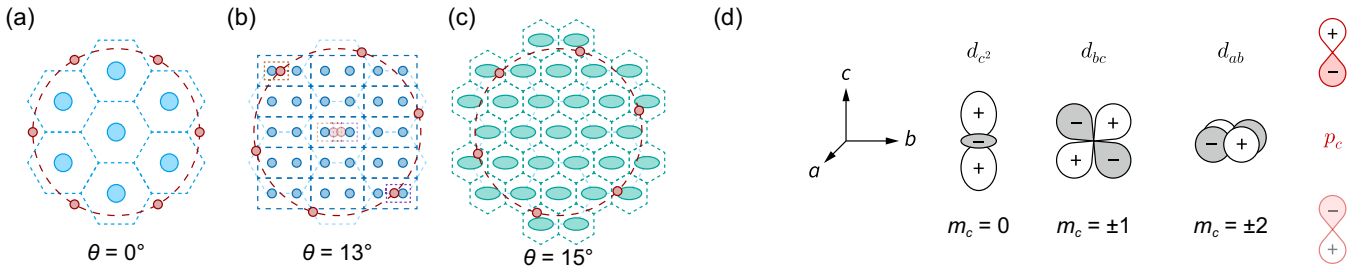 (a)
θ = 0°
(b)
θ = 13°
(c)
θ = 15°
(d)
c
b
a
d_{c²}
+
−
+
m_c = 0
d_{bc}
− +
+ −
m_c = ±1
d_{ab}
− +
m_c = ±2
+
−
p_c
−
+